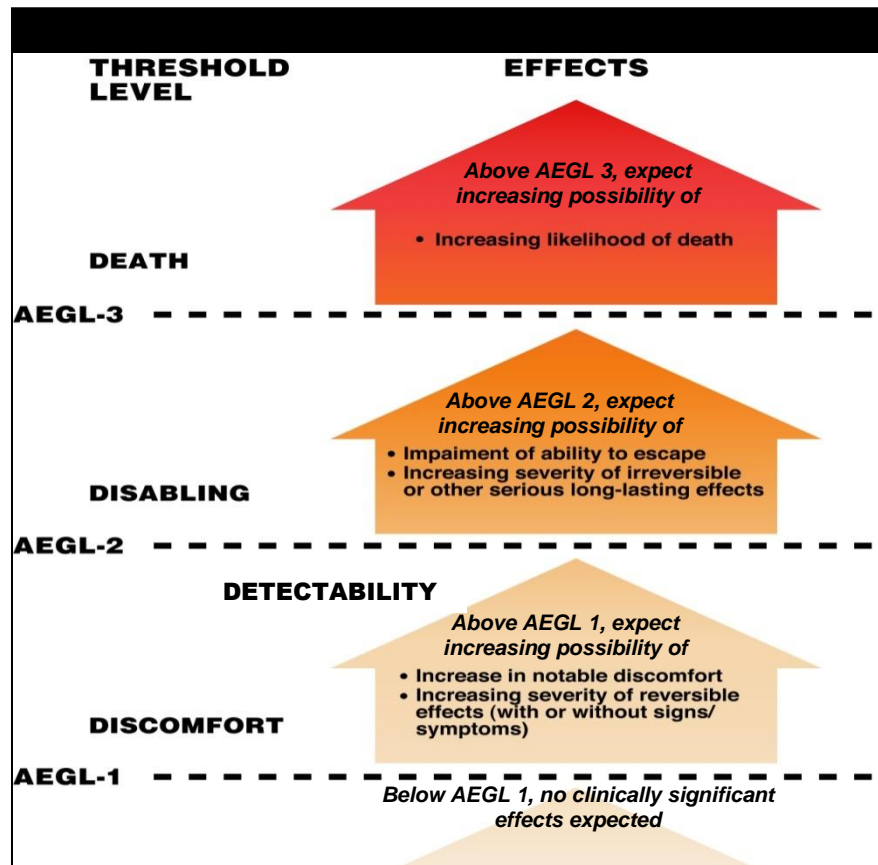 THRESHOLD LEVEL
EFFECTS
Above AEGL 3, expect
increasing possibility of
• Increasing likelihood of death
DEATH
AEGL-3
Above AEGL 2, expect
increasing possibility of
• Impaiment of ability to escape
• Increasing severity of irreversible
or other serious long-lasting effects
DISABLING
AEGL-2
DETECTABILITY
Above AEGL 1, expect
increasing possibility of
• Increase in notable discomfort
• Increasing severity of reversible
effects (with or without signs/
symptoms)
DISCOMFORT
AEGL-1
Below AEGL 1, no clinically significant
effects expected